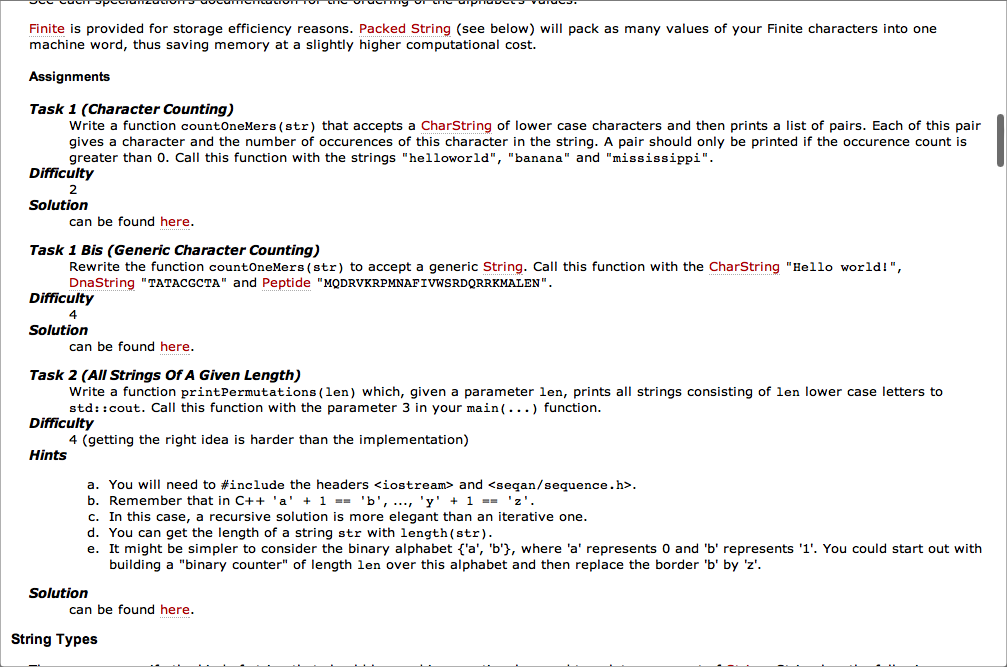 See each specialization's documentation for the ordering of the alphabet's values.
Finite is provided for storage efficiency reasons. Packed String (see below) will pack as many values of your Finite characters into one
machine word, thus saving memory at a slightly higher computational cost.
Assignments
Task 1 (Character Counting)
Write a function countOneMers(str) that accepts a CharString of lower case characters and then prints a list of pairs. Each of this pair
gives a character and the number of occurences of this character in the string. A pair should only be printed if the occurence count is
greater than 0. Call this function with the strings "helloworld", "banana" and "mississippi".
Difficulty
2
Solution
can be found here.
Task 1 Bis (Generic Character Counting)
Rewrite the function countOneMers(str) to accept a generic String. Call this function with the CharString "Hello world!",
DnaString "TATACGCTA" and Peptide "MQDRVKRPMNAFIVWSRDQRRKMALEN".
Difficulty
4
Solution
can be found here.
Task 2 (All Strings Of A Given Length)
Write a function printPermutations(len) which, given a parameter len, prints all strings consisting of len lower case letters to
std::cout. Call this function with the parameter 3 in your main(...) function.
Difficulty
4 (getting the right idea is harder than the implementation)
Hints
a. You will need to #include the headers <iostream> and <seqan/sequence.h>.
b. Remember that in C++ 'a' + 1 == 'b', ..., 'y' + 1 == 'z'.
c. In this case, a recursive solution is more elegant than an iterative one.
d. You can get the length of a string str with length(str).
e. It might be simpler to consider the binary alphabet {'a', 'b'}, where 'a' represents 0 and 'b' represents '1'. You could start out with
building a "binary counter" of length len over this alphabet and then replace the border 'b' by 'z'.
Solution
can be found here.
String Types